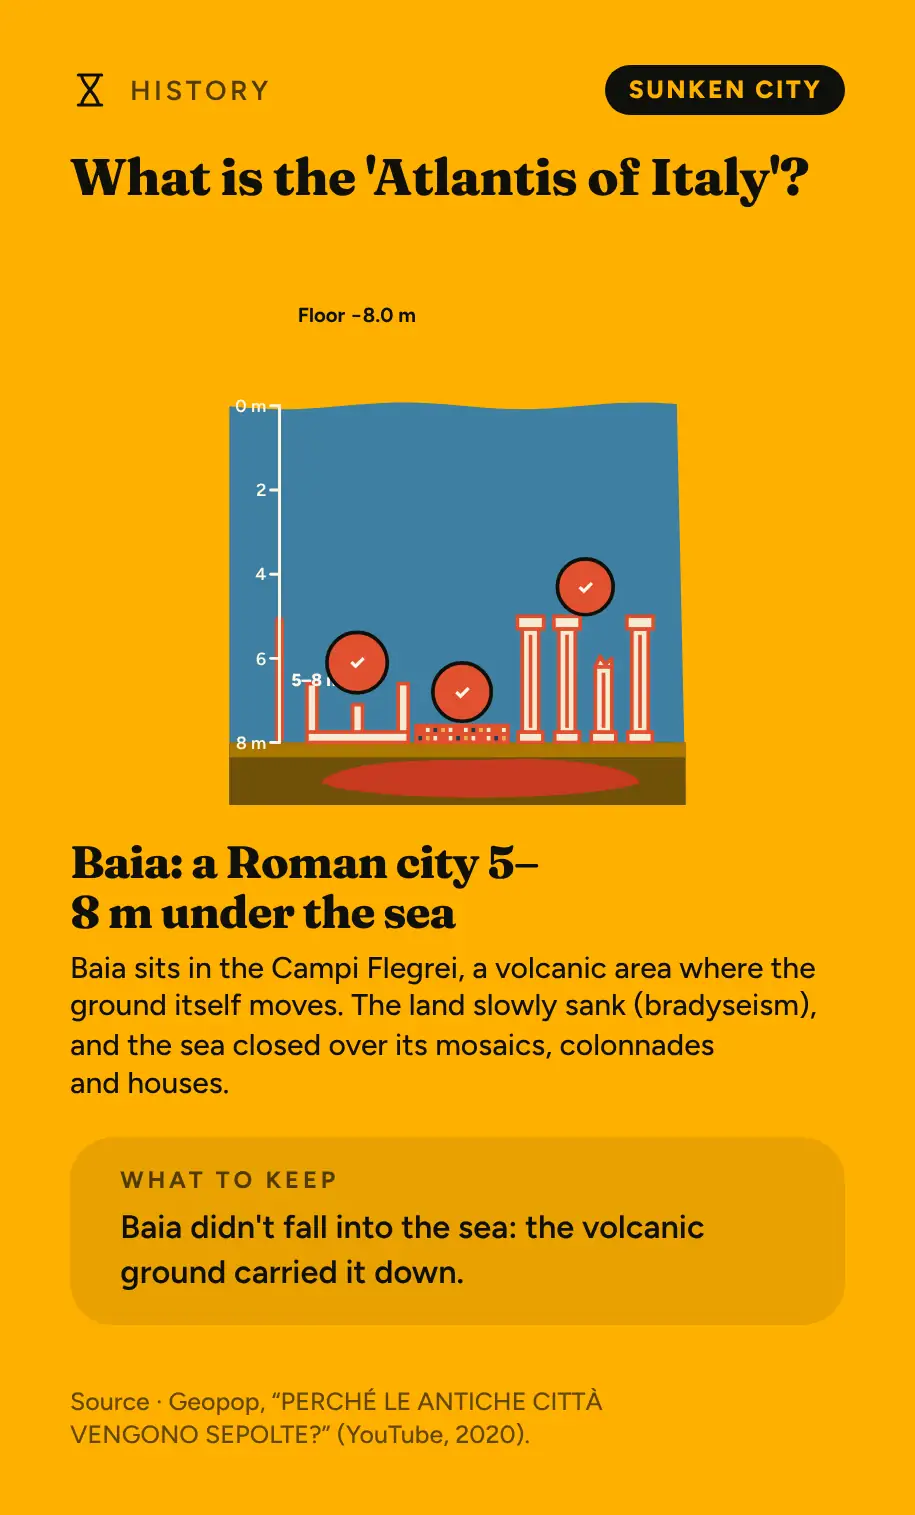 HISTORY
SUNKEN CITY
What is the 'Atlantis of Italy'?
Floor −8.0 m
0 m
2
4
6
5–8
8 m
Baia: a Roman city 5–
8 m under the sea
Baia sits in the Campi Flegrei, a volcanic area where the
ground itself moves. The land slowly sank (bradyseism),
and the sea closed over its mosaics, colonnades
and houses.
WHAT TO KEEP
Baia didn't fall into the sea: the volcanic
ground carried it down.
Source · Geopop, “PERCHÉ LE ANTICHE CITTÀ
VENGONO SEPOLTE?” (YouTube, 2020).